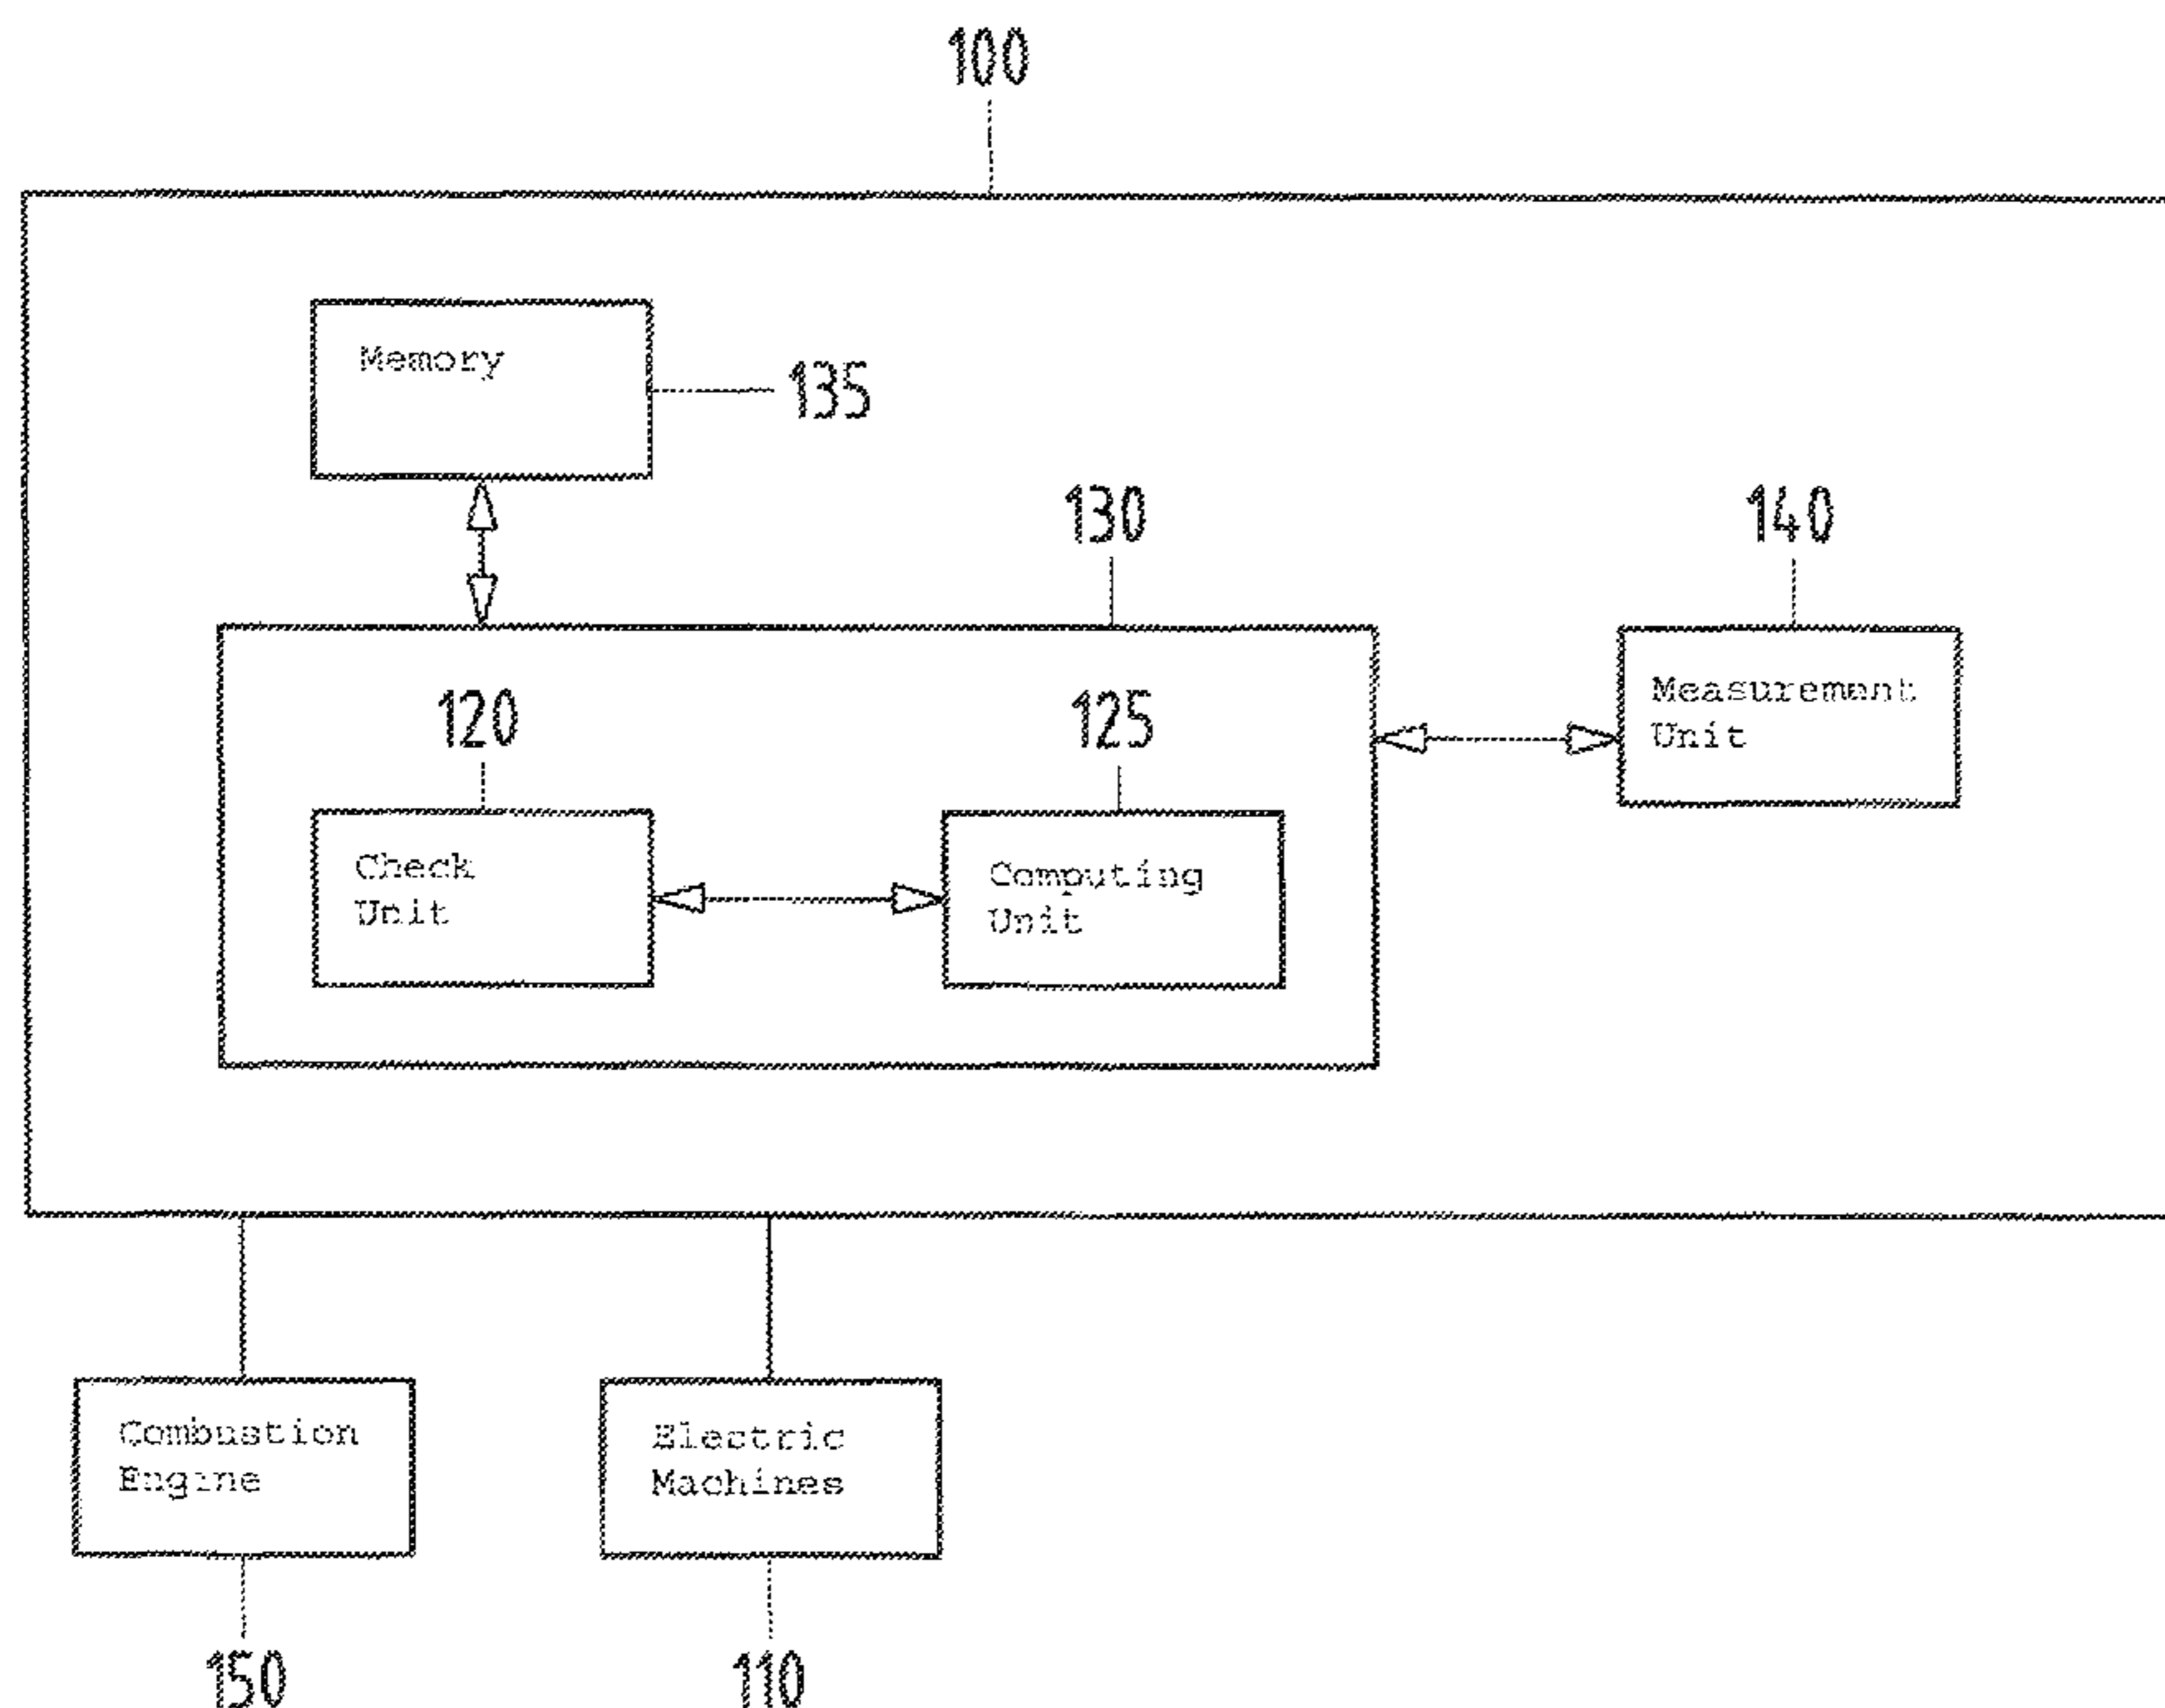 100
Memory
135
130
140
Measurement
Unit
120
125
Check
Unit
Computing
Unit
Combustion
Engine
Electric
Machines
150
110